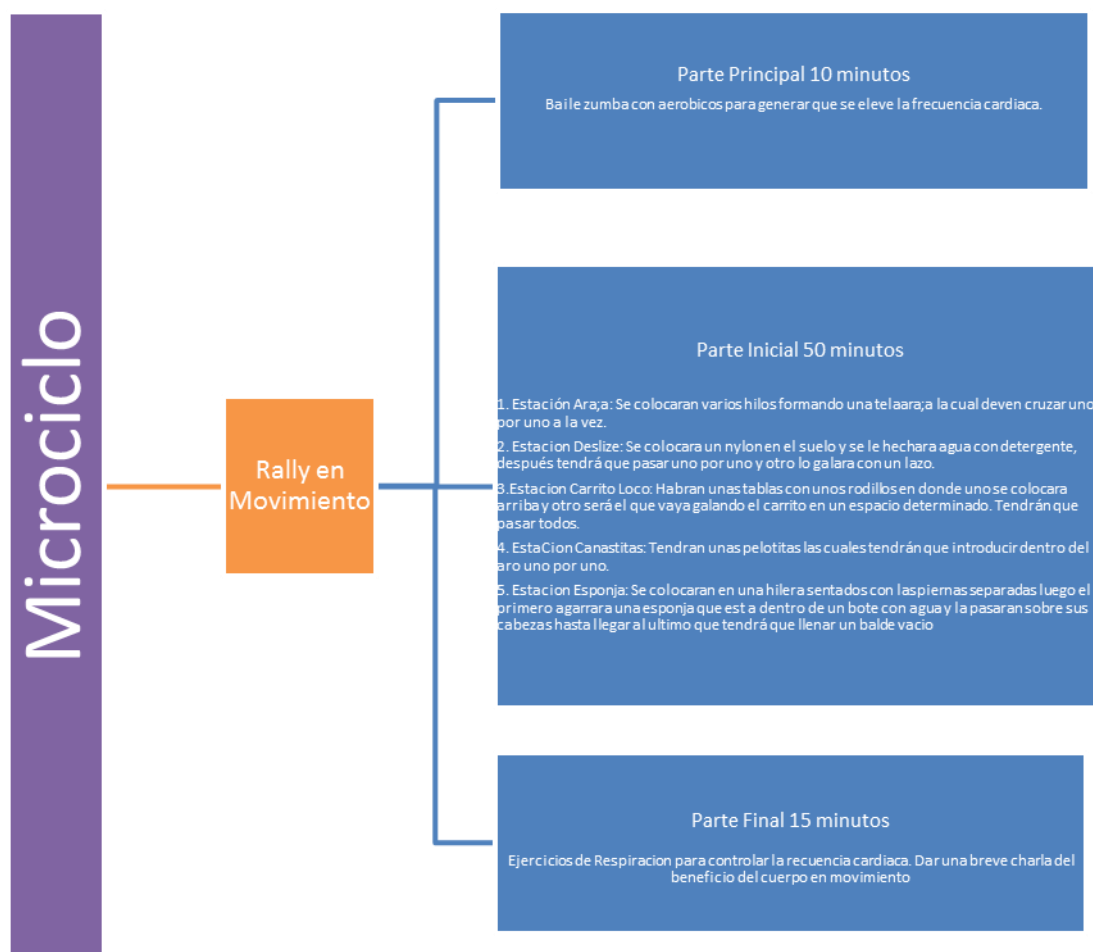 Microciclo
Rally en
Movimiento
Parte Principal 10 minutos
Baile zumba con aerobicos para generar que se eleve la frecuencia cardiaca.
Parte Inicial 50 minutos
1. Estación Ara;a: Se colocaran varios hilos formando una telaara;a la cual deven cruzar uno
por uno a la vez.
2. Estacion Deslize: Se colocara un nylon en el suelo y se le hechara agua con detergente,
después tendrá que pasar uno por uno y otro lo galara con un lazo.
3.Estacion Carrito Loco: Habran unas tablas con unos rodillos en donde uno se colocara
arriba y otro será el que vaya galando el carrito en un espacio determinado. Tendrán que
pasar todos.
4. EstaCion Canastitas: Tendran unas pelotitas las cuales tendrán que introducir dentro del
aro uno por uno.
5. Estacion Esponja: Se colocaran en una hilera sentados con las piernas separadas luego el
primero agarrara una esponja que est a dentro de un bote con agua y la pasaran sobre sus
cabezas hasta llegar al ultimo que tendrá que llenar un balde vacio
Parte Final 15 minutos
Ejercicios de Respiracion para controlar la recuencia cardiaca. Dar una breve charla del
beneficio del cuerpo en movimiento